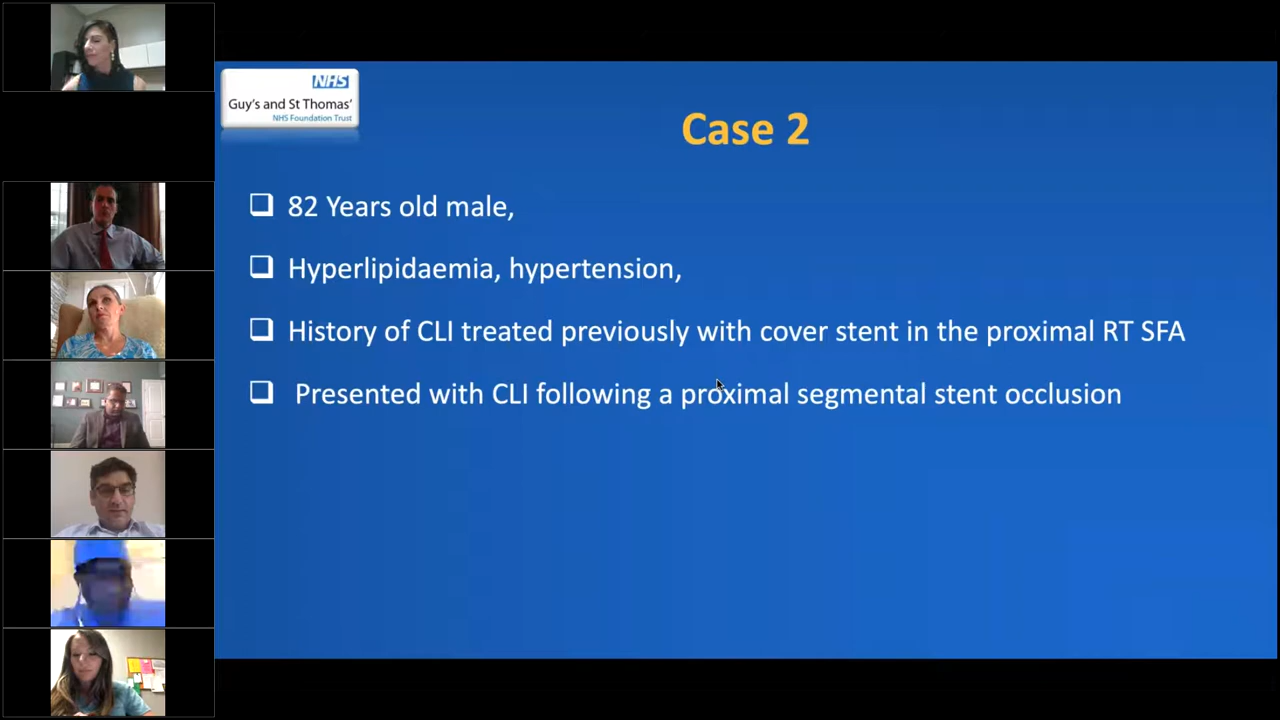 NHS
Guy's and St Thomas'
NHS Foundation Trust
Case 2
82 Years old male,
Hyperlipidaemia, hypertension,
History of CLI treated previously with cover stent in the proximal RT SFA
Presented with CLI following a proximal segmental stent occlusion